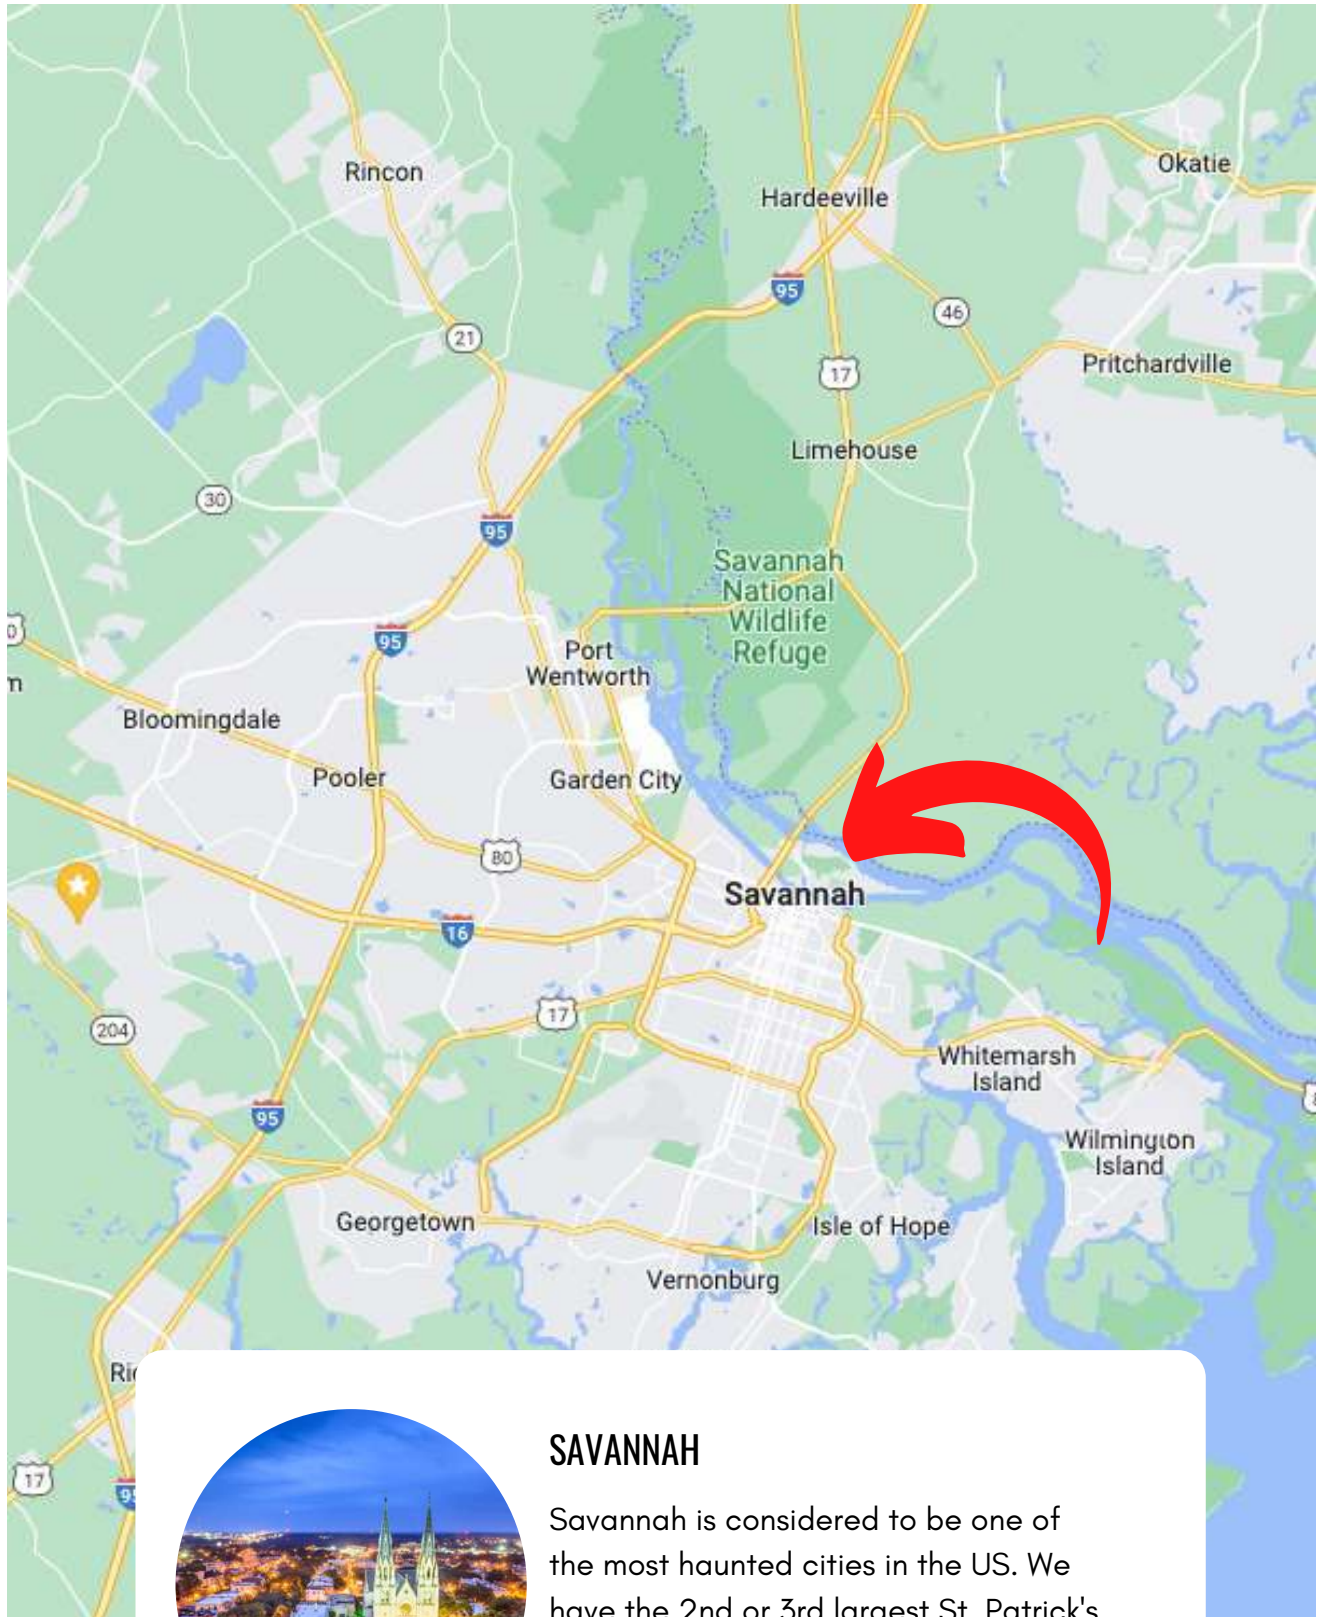 Rincon
Okatie
Hardeeville
95
46
21
17
Pritchardville
Limehouse
30
95
Savannah
National
Wildlife
Refuge
95
Port
Wentworth
Bloomingdale
Pooler
Garden City
80
Savannah
16
17
204
Whitemarsh
Island
95
Wilmington
Island
Georgetown
Isle of Hope
Vernonburg
17
SAVANNAH
Savannah is considered to be one of
the most haunted cities in the US. We
have the 2nd or 3rd largest St. Patrick's